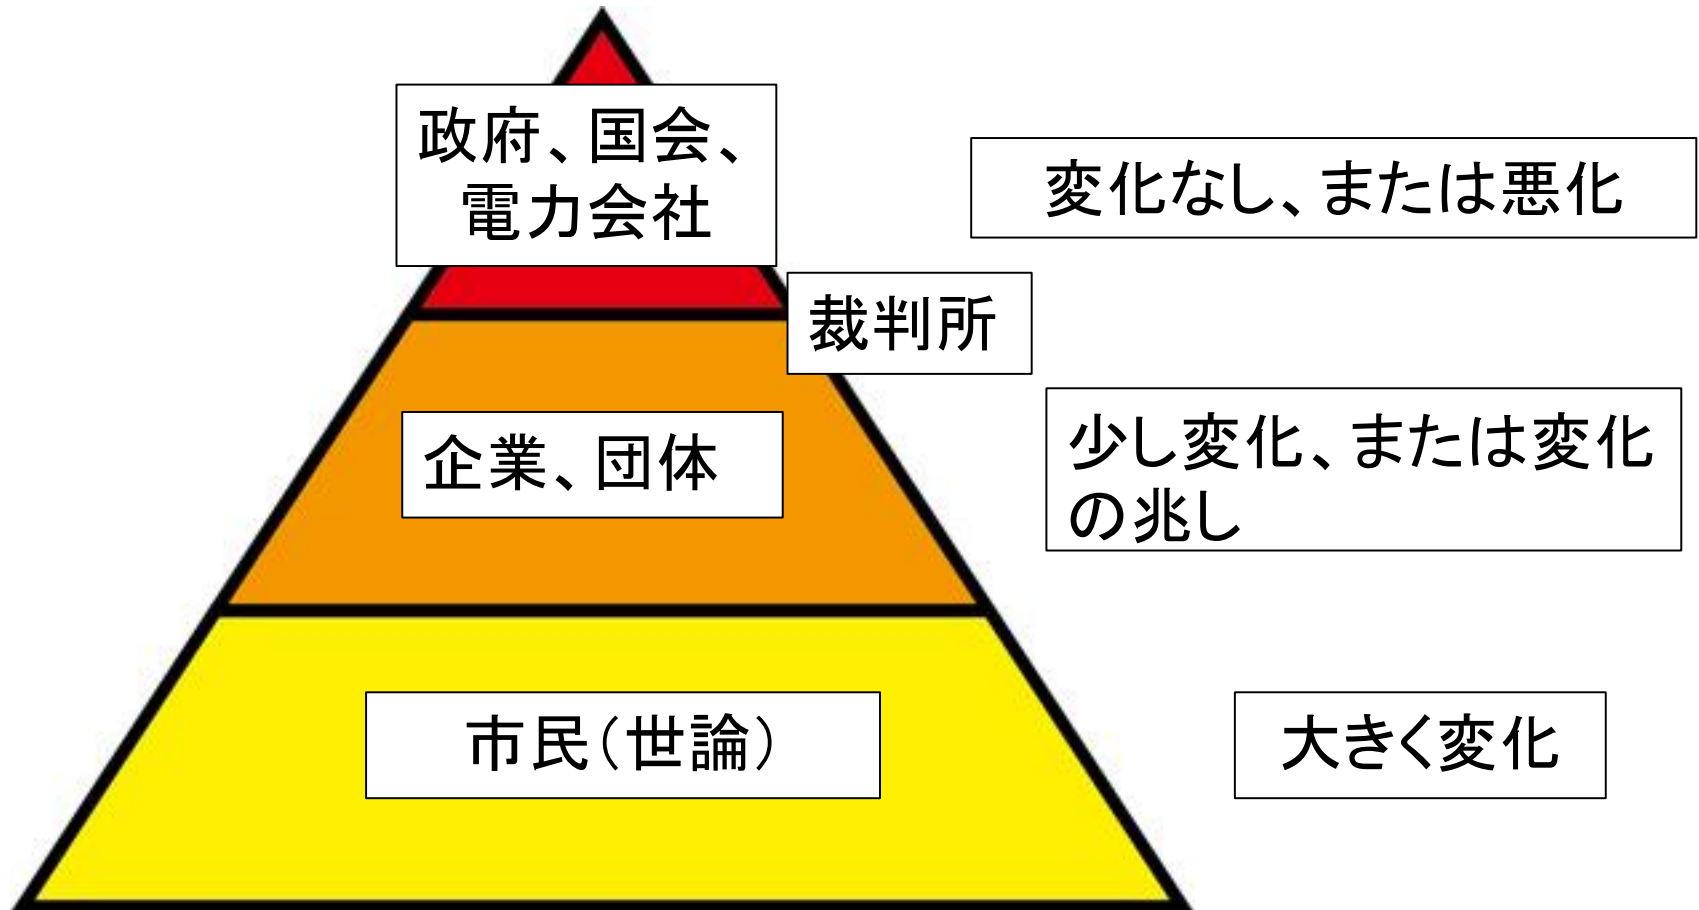 政府、国会、
電力会社
変化なし、または悪化
裁判所
企業、団体
少し変化、または変化
の兆し
市民(世論)
大きく変化